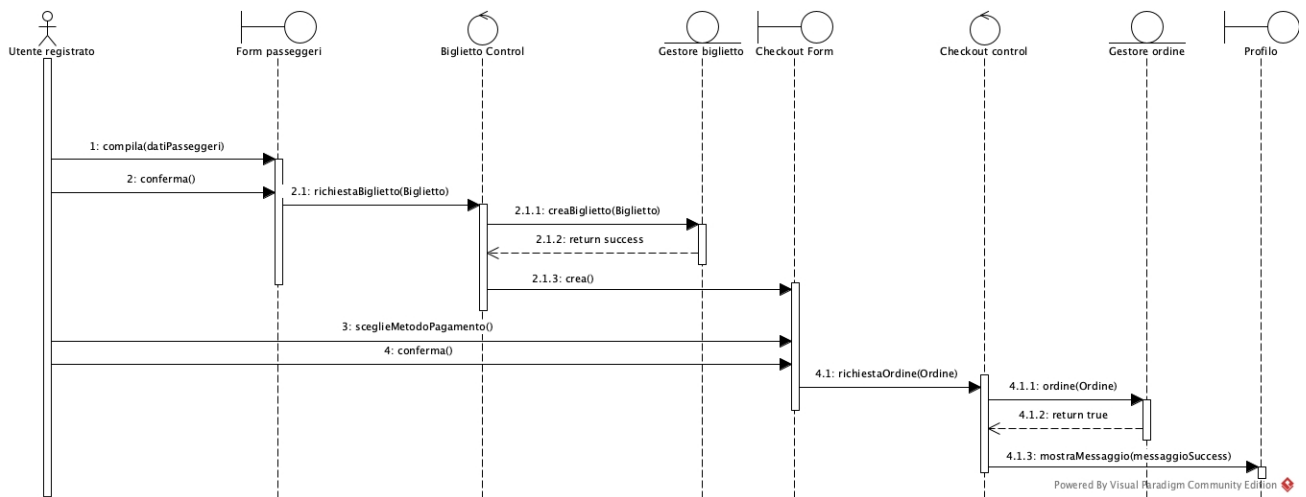 Utente registrato
Form passeggeri
Biglietto Control
Gestore biglietto
Checkout Form
Checkout control
Gestore ordine
Profilo
1: compila(datiPasseggeri)
2: conferma()
2.1: richiestaBiglietto(Biglietto)
2.1.1: creaBiglietto(Biglietto)
2.1.2: return success
2.1.3: crea()
3: sceglieMetodoPagamento()
4: conferma()
4.1: richiestaOrdine(Ordine)
4.1.1: ordine(Ordine)
4.1.2: return true
4.1.3: mostraMessaggio(messaggioSuccess)
Powered By Visual Paradigm Community Edition